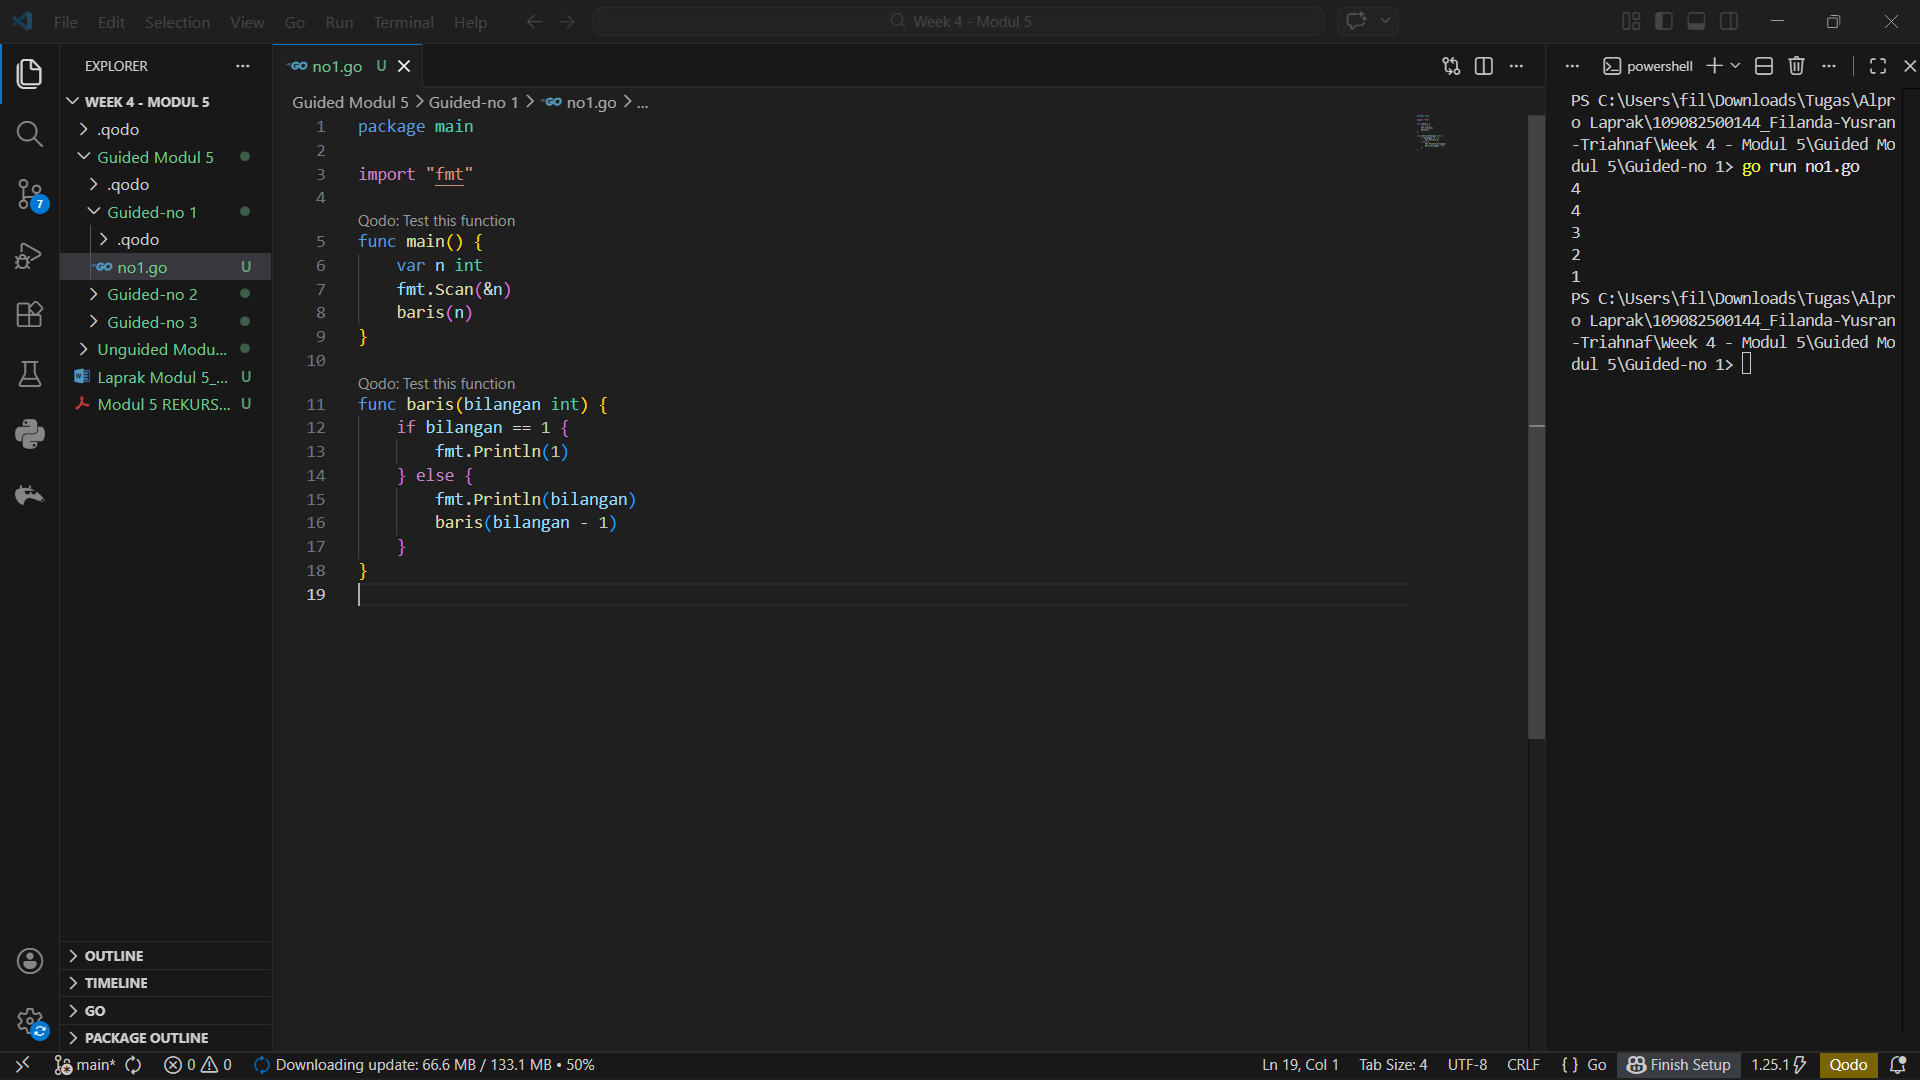 File Edit Selection View Go Run Terminal Help
Week 4 - Modul 5
EXPLORER
WEEK 4 - MODUL 5
.qodo
Guided Modul 5
.qodo
Guided-no 1
.qodo
no1.go U
Guided-no 2
Guided-no 3
Unguided Modu...
Laprak Modul 5_... U
Modul 5 REKURS... U
7
OUTLINE
TIMELINE
GO
PACKAGE OUTLINE
no1.go U
Guided Modul 5 > Guided-no 1 > no1.go > ...
1 package main
2
3 import "fmt"
4
Qodo: Test this function
5 func main() {
6 var n int
7 fmt.Scan(&n)
8 baris(n)
9 }
10
Qodo: Test this function
11 func baris(bilangan int) {
12 if bilangan == 1 {
13 fmt.Println(1)
14 } else {
15 fmt.Println(bilangan)
16 baris(bilangan - 1)
17 }
18 }
19
powershell
PS C:\Users\fil\Downloads\Tugas\Alpr
o Laprak\109082500144_Filanda-Yusran
-Triahnaf\Week 4 - Modul 5\Guided Mo
dul 5\Guided-no 1> go run no1.go
4
4
3
2
1
PS C:\Users\fil\Downloads\Tugas\Alpr
o Laprak\109082500144_Filanda-Yusran
-Triahnaf\Week 4 - Modul 5\Guided Mo
dul 5\Guided-no 1>
main* 0 0 Downloading update: 66.6 MB / 133.1 MB • 50% Ln 19, Col 1 Tab Size: 4 UTF-8 CRLF { } Go Finish Setup 1.25.1 Qodo